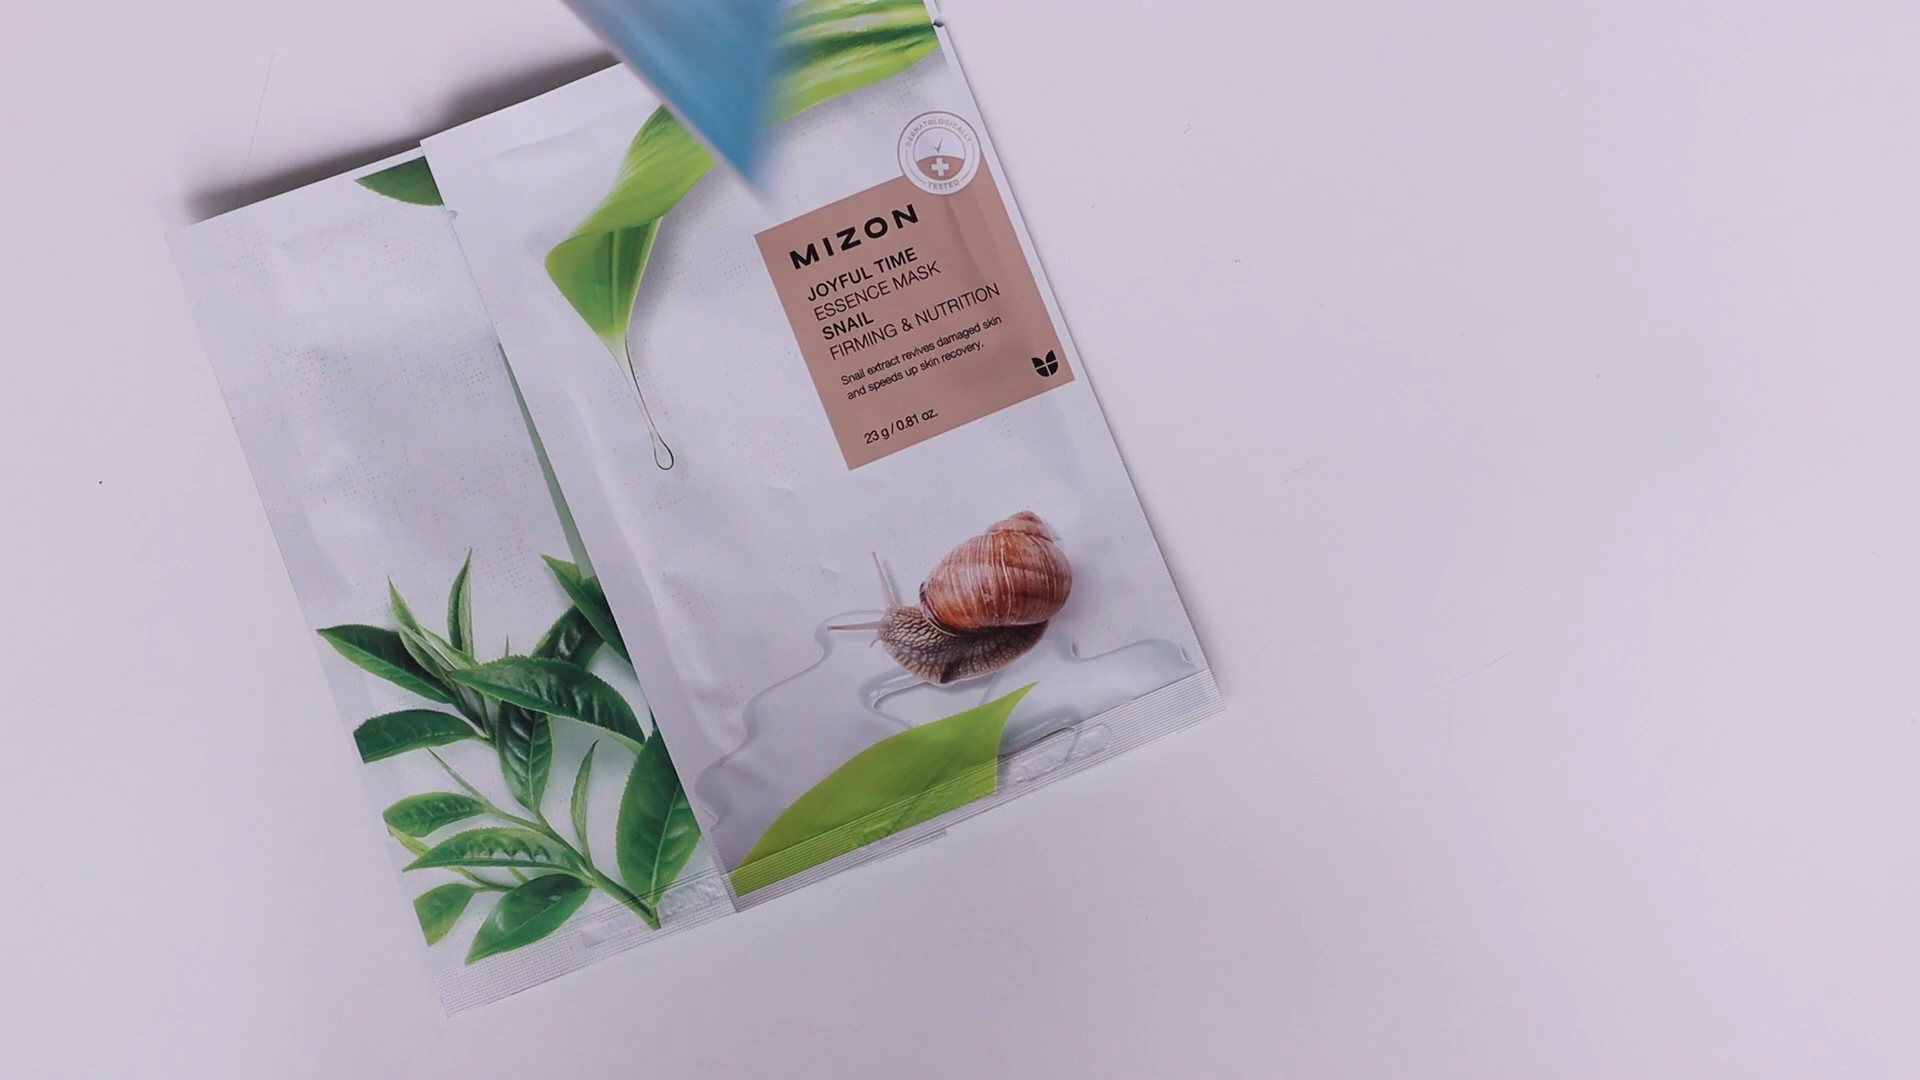 DERMATOLOGICALLY
TESTED
MIZON
JOYFUL TIME
ESSENCE MASK
SNAIL
FIRMING & NUTRITION
Snail extract revives damaged skin
and speeds up skin recovery.
23 g / 0.81 oz.